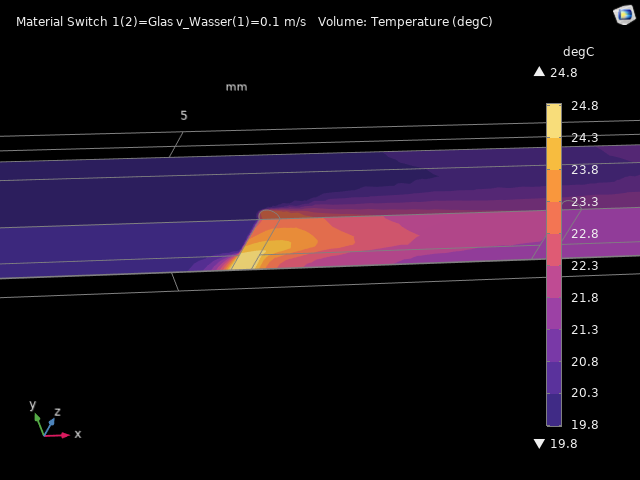 Material Switch 1(2)=Glas v_Wasser(1)=0.1 m/s   Volume: Temperature (degC)
degC
▲ 24.8
mm
5
24.8
24.3
23.8
23.3
22.8
22.3
21.8
21.3
20.8
20.3
19.8
▼ 19.8
y
z
x